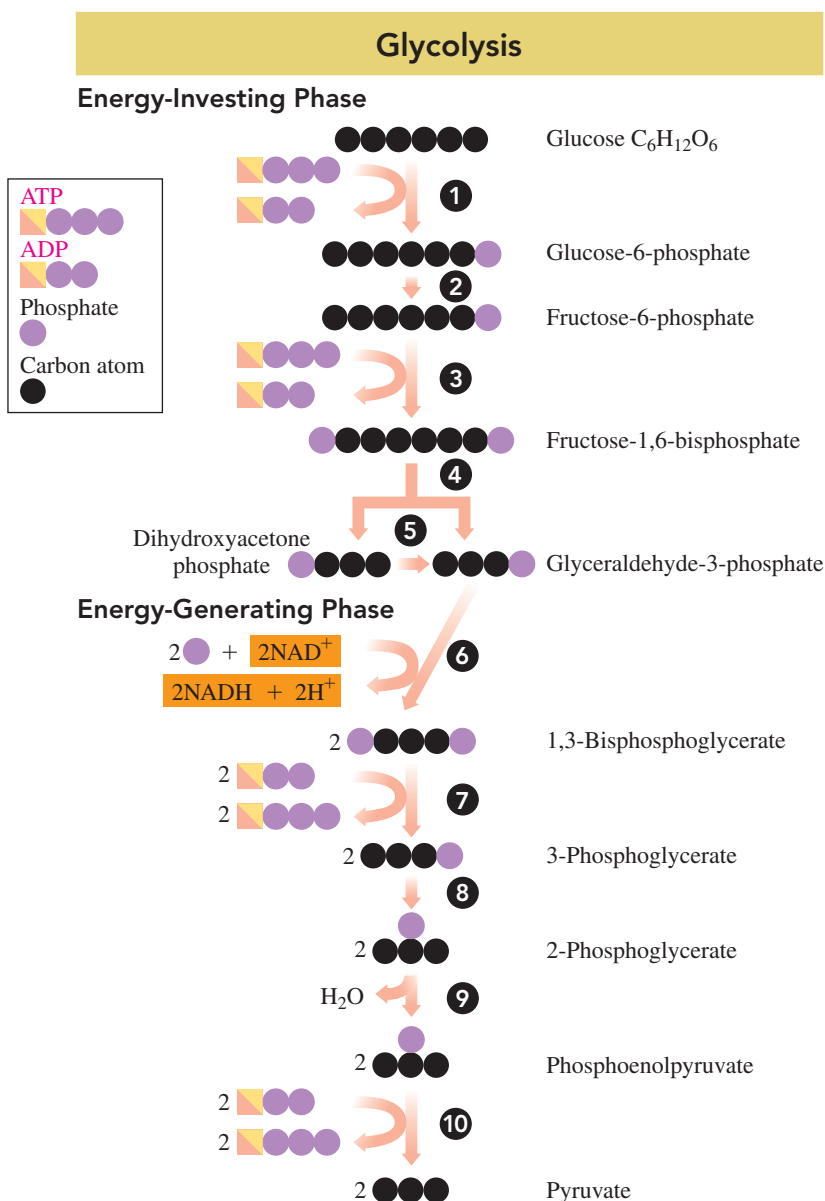 Glycolysis
Energy-Investing Phase
Glucose C₆H₁₂O₆
ATP
ADP
Phosphate
Carbon atom
1
Glucose-6-phosphate
2
Fructose-6-phosphate
3
Fructose-1,6-bisphosphate
4
5
Dihydroxyacetone
phosphate
Glyceraldehyde-3-phosphate
Energy-Generating Phase
2 + 2NAD⁺
2NADH + 2H⁺
6
2
1,3-Bisphosphoglycerate
2
2
7
2
3-Phosphoglycerate
8
2
2-Phosphoglycerate
H₂O
9
2
Phosphoenolpyruvate
2
2
10
2
Pyruvate